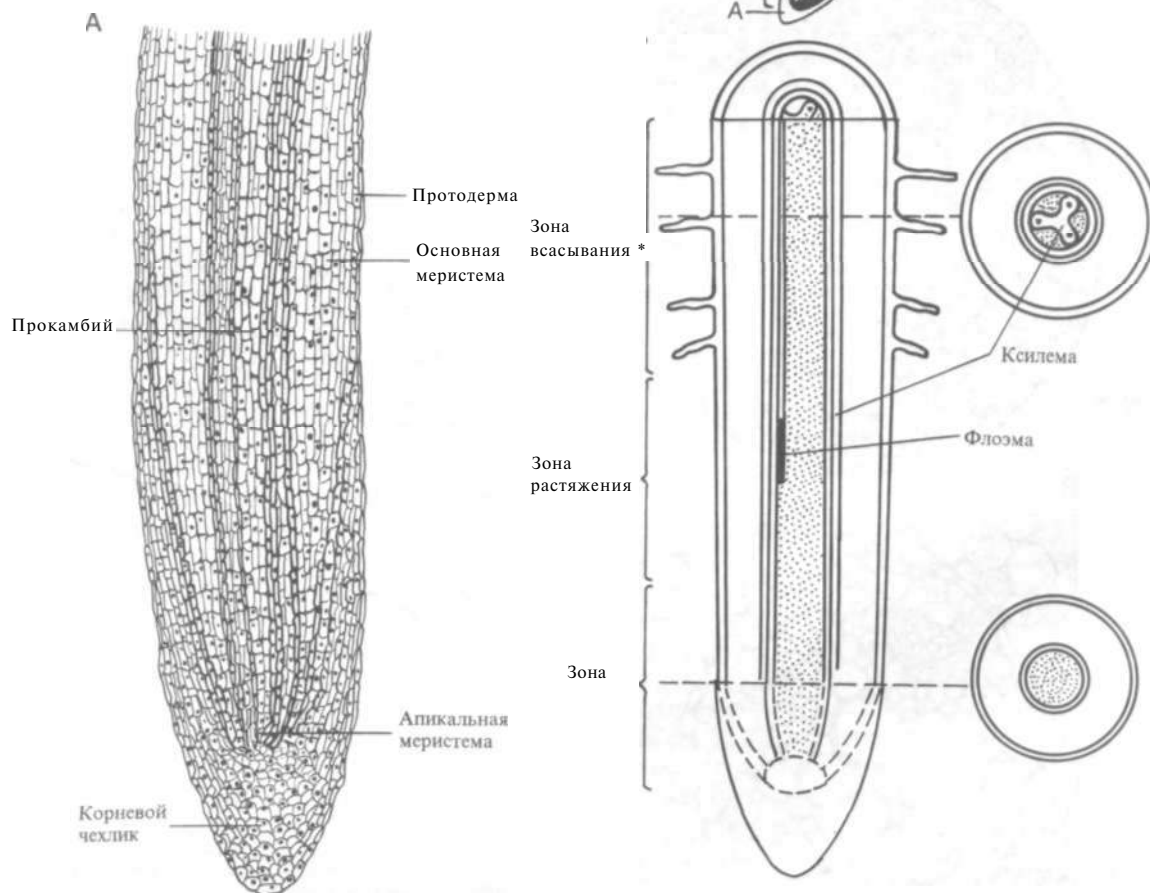 А
Протодерма
Основная
меристема
Прокамбий
Апикальная
меристема
Корневой
чехлик
А
Зона
всасывания *
Ксилема
Флоэма
Зона
растяжения
Зона